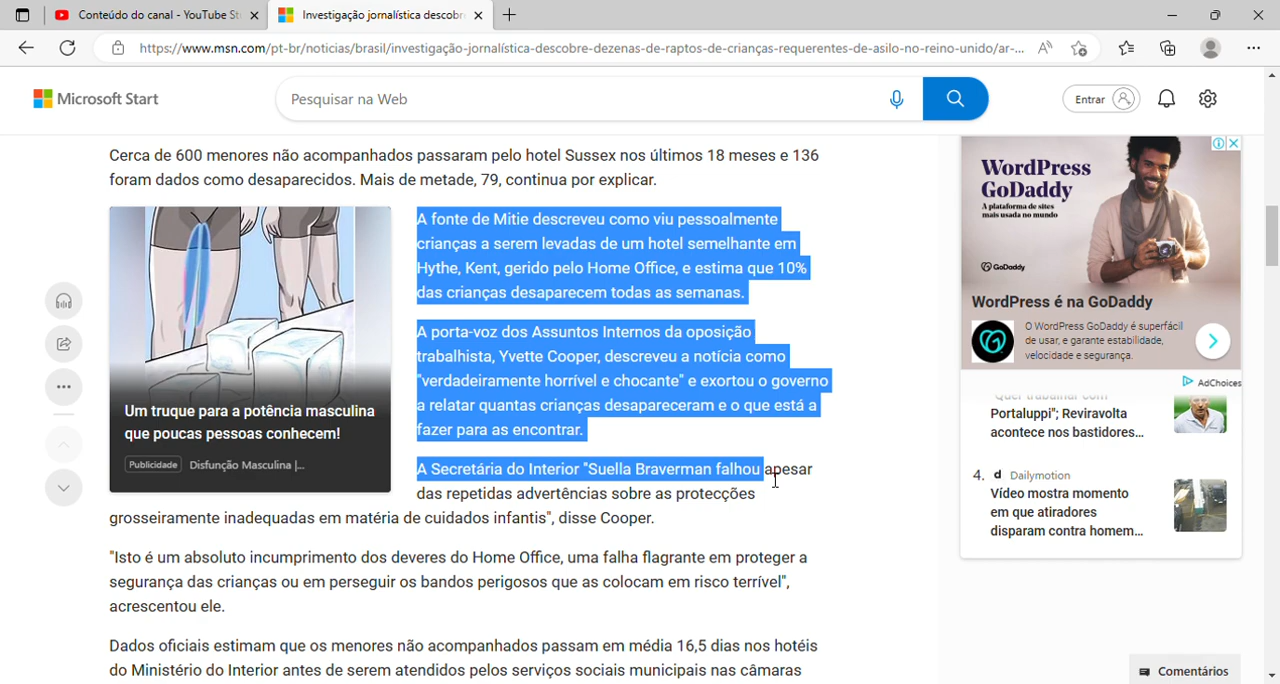 Conteúdo do canal - YouTube St
Investigação jornalística descobr
https://www.msn.com/pt-br/noticias/brasil/investigação-jornalística-descobre-dezenas-de-raptos-de-crianças-requerentes-de-asilo-no-reino-unido/ar-...
Microsoft Start
Pesquisar na Web
Entrar
Cerca de 600 menores não acompanhados passaram pelo hotel Sussex nos últimos 18 meses e 136
foram dados como desaparecidos. Mais de metade, 79, continua por explicar.
Um truque para a potência masculina
que poucas pessoas conhecem!
Publicidade Disfunção Masculina |...
A fonte de Mitie descreveu como viu pessoalmente
crianças a serem levadas de um hotel semelhante em
Hythe, Kent, gerido pelo Home Office, e estima que 10%
das crianças desaparecem todas as semanas.
A porta-voz dos Assuntos Internos da oposição
trabalhista, Yvette Cooper, descreveu a notícia como
"verdadeiramente horrível e chocante" e exortou o governo
a relatar quantas crianças desapareceram e o que está a
fazer para as encontrar.
A Secretária do Interior "Suella Braverman falhou apesar
das repetidas advertências sobre as protecções
grosseiramente inadequadas em matéria de cuidados infantis", disse Cooper.
"Isto é um absoluto incumprimento dos deveres do Home Office, uma falha flagrante em proteger a
segurança das crianças ou em perseguir os bandos perigosos que as colocam em risco terrível",
acrescentou ele.
Dados oficiais estimam que os menores não acompanhados passam em média 16,5 dias nos hotéis
do Ministério do Interior antes de serem atendidos pelos serviços sociais municipais nas câmaras
WordPress
GoDaddy
A plataforma de sites
mais usada no mundo
GoDaddy
WordPress é na GoDaddy
O WordPress GoDaddy é superfácil
de usar, e garante estabilidade,
velocidade e segurança.
AdChoices
Portaluppi"; Reviravolta
acontece nos bastidores...
4. d Dailymotion
Vídeo mostra momento
em que atiradores
disparam contra homem...
Comentários